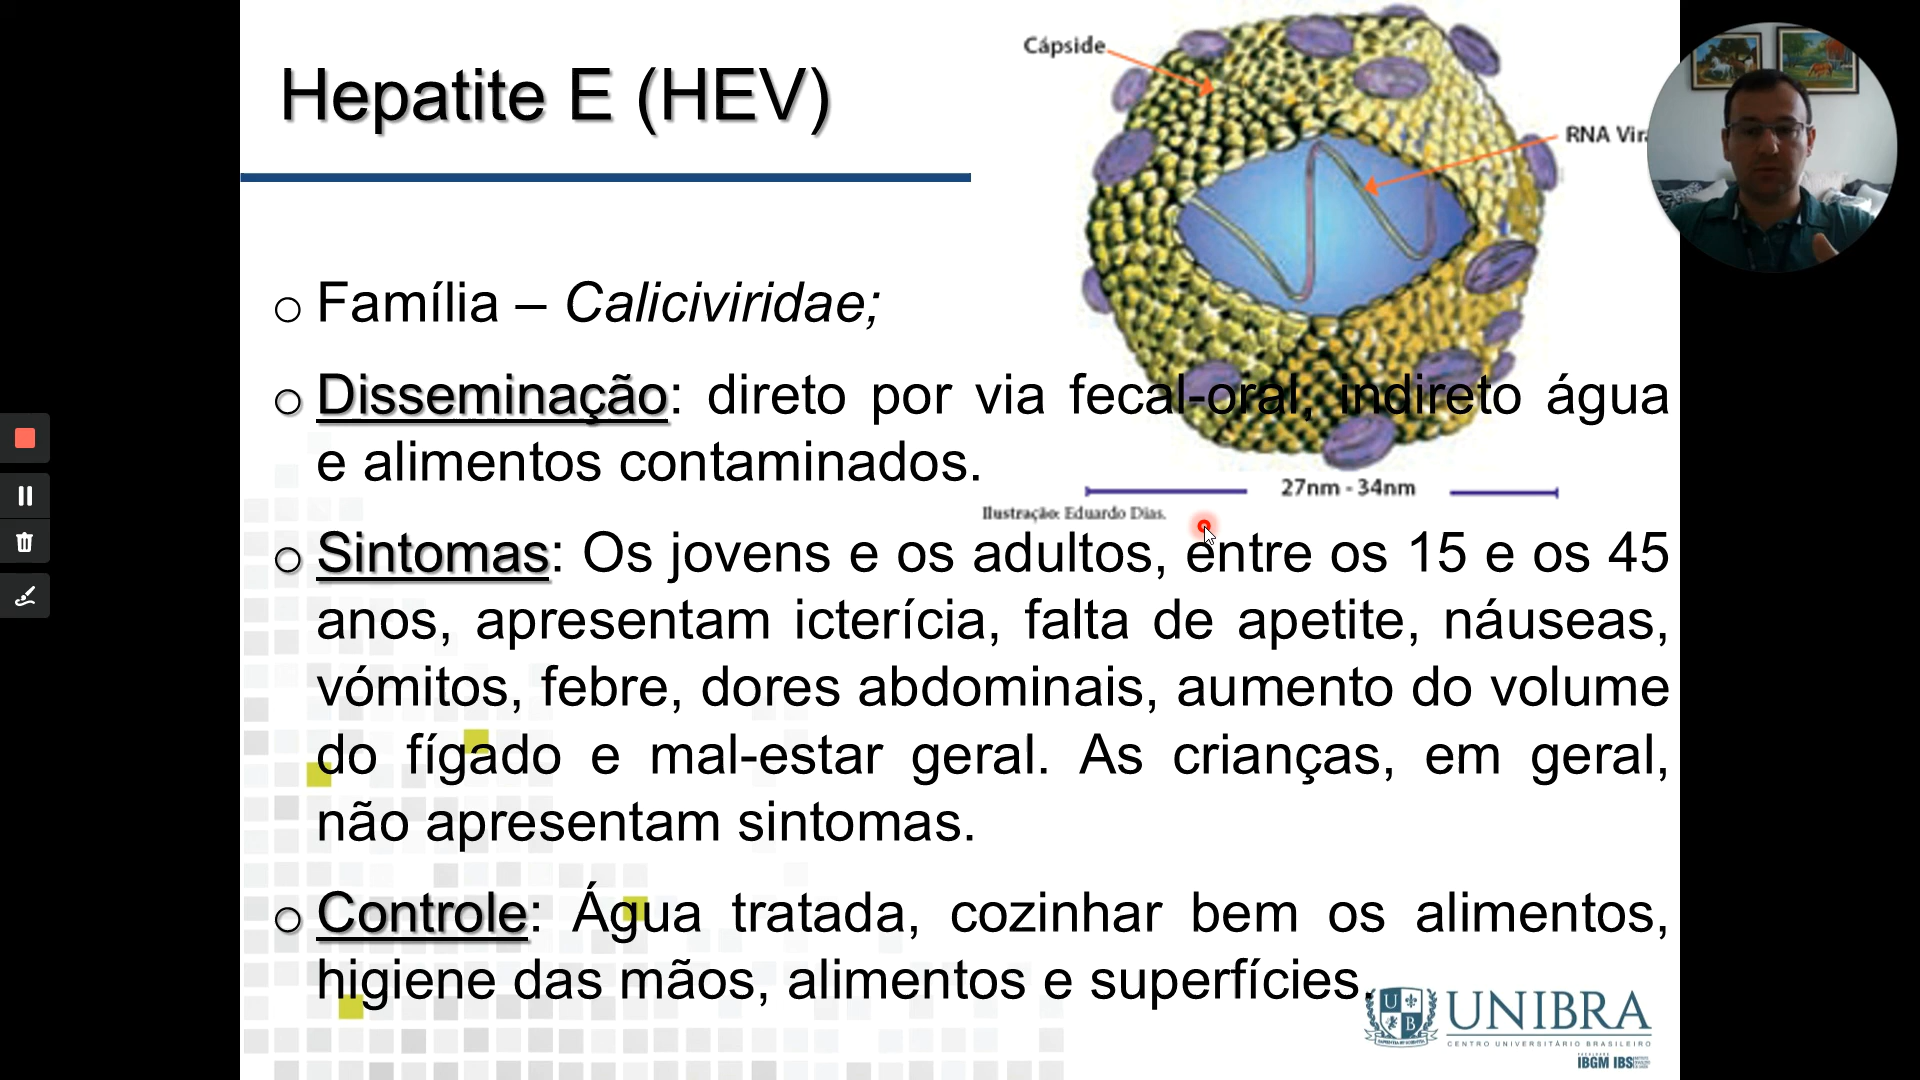 Hepatite E (HEV)
Cápside
RNA Vira
Família – Caliciviridae;
Disseminação: direto por via fecal-oral, indireto água
e alimentos contaminados.
27nm - 34nm
Ilustração: Eduardo Dias.
Sintomas: Os jovens e os adultos, entre os 15 e os 45
anos, apresentam icterícia, falta de apetite, náuseas,
vómitos, febre, dores abdominais, aumento do volume
do fígado e mal-estar geral. As crianças, em geral,
não apresentam sintomas.
Controle: Água tratada, cozinhar bem os alimentos,
higiene das mãos, alimentos e superfícies.
U
B
UNIBRA
CENTRO UNIVERSITÁRIO BRASILEIRO
IBGM IBS